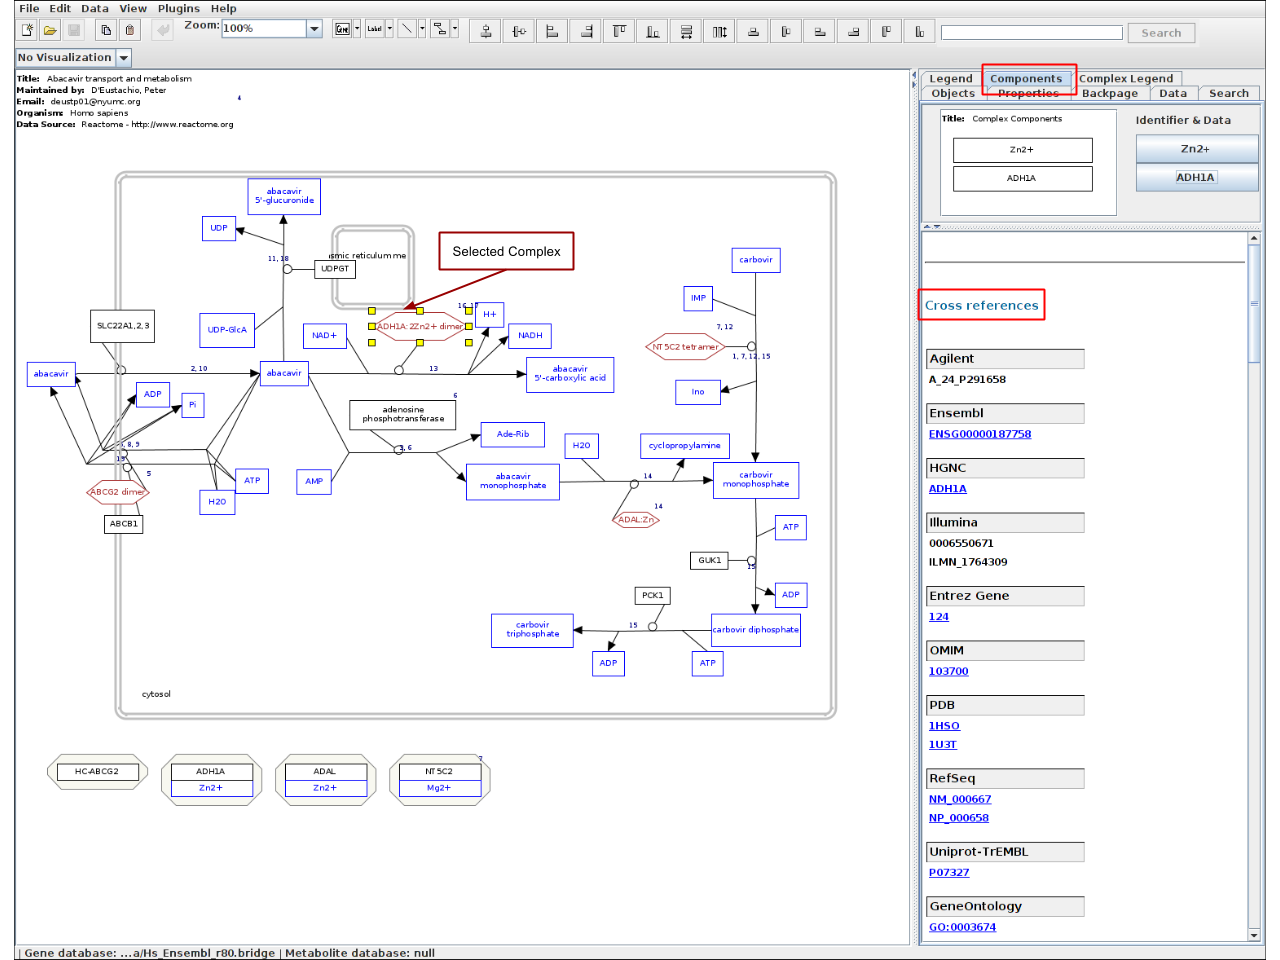 File Edit Data View Plugins Help
Zoom: 100%
Gene
Label
Search
No Visualization
Title: Abacavir transport and metabolism
Maintained by: D'Eustachio, Peter
Email: deustp01@nyumc.org
Organism: Homo sapiens
Data Source: Reactome - http://www.reactome.org
4
abacavir
5'-glucuronide
UDP
11, 18
UDPGT
smic reticulum me
Selected Complex
carbovir
IMP
SLC22A1,2,3
UDP-GlcA
NAD+
ADH1A: 2Zn2+ dimer
H+
NADH
7, 12
NT5C2 tetramer
1, 7, 12, 15
abacavir
2, 10
abacavir
13
abacavir
5'-carboxylic acid
Ino
ADP
Pi
adenosine
phosphotransferase
6
Ade-Rib
H2O
cyclopropylamine
3, 6
5
ABCG2 dimer
ABCB1
H2O
ATP
AMP
abacavir
monophosphate
14
carbovir
monophosphate
14
ADAL:Zn
ATP
GUK1
15
ADP
PCK1
carbovir
triphosphate
15
carbovir diphosphate
ADP
ATP
cytosol
HC-ABCG2
ADH1A
Zn2+
ADAL
Zn2+
NT5C2
Mg2+
7
Legend Components Complex Legend
Objects Properties Backpage Data Search
Title: Complex Components
Zn2+
ADH1A
Identifier & Data
Zn2+
ADH1A
Cross references
Agilent
A_24_P291658
Ensembl
ENSG00000187758
HGNC
ADH1A
Illumina
0006550671
ILMN_1764309
Entrez Gene
124
OMIM
103700
PDB
1HSO
1U3T
RefSeq
NM_000667
NP_000658
Uniprot-TrEMBL
P07327
GeneOntology
GO:0003674
| Gene database: ...a/Hs_Ensembl_r80.bridge | Metabolite database: null